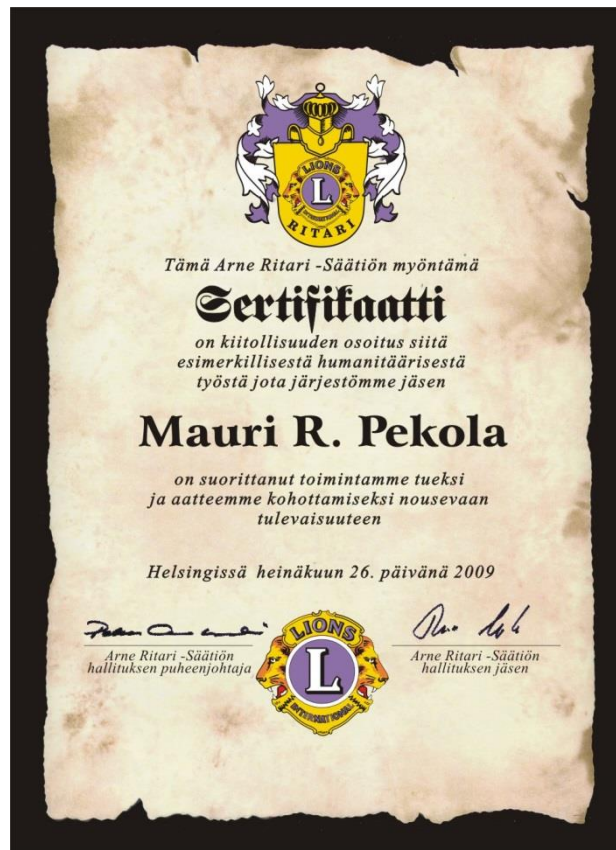 LIONS
L
INTERNATIONAL
RITARI
Tämä Arne Ritari -Säätiön myöntämä
Sertifikaatti
on kiitollisuuden osoitus siitä
esimerkillisestä humanitäärisestä
työstä jota järjestömme jäsen
Mauri R. Pekola
on suorittanut toimintamme tueksi
ja aatteemme kohottamiseksi nousevaan
tulevaisuuteen
Helsingissä heinäkuun 26. päivänä 2009
Arne Ritari -Säätiön
hallituksen puheenjohtaja
LIONS
L
INTERNATIONAL
Arne Ritari -Säätiön
hallituksen jäsen